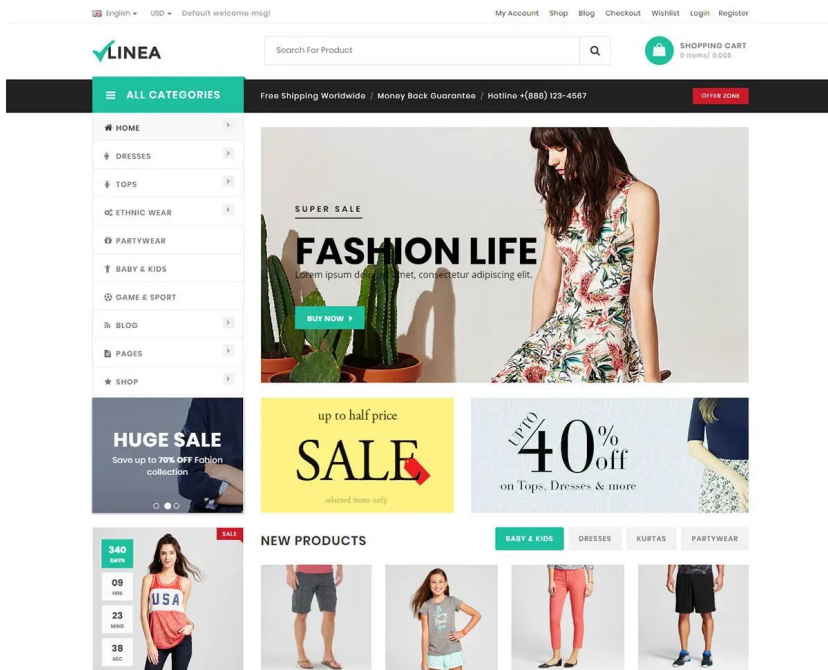 English
USD
Default welcome msg!
My Account Shop Blog Checkout Wishlist Login Register
LINEA
Search For Product
SHOPPING CART
0 items/ 0.00$
ALL CATEGORIES
Free Shipping Worldwide / Money Back Guarantee / Hotline +(888) 123-4567
OFFER ZONE
HOME
DRESSES
TOPS
ETHNIC WEAR
PARTYWEAR
BABY & KIDS
GAME & SPORT
BLOG
PAGES
SHOP
SUPER SALE
FASHION LIFE
Lorem ipsum dolor sit amet, consectetur adipiscing elit.
BUY NOW
HUGE SALE
Save up to 70% OFF Fahion
collection
up to half price
SALE
selected items only
UPTO
40%
off
on Tops, Dresses & more
SALE
340
DAYS
09
HRS
23
MINS
38
SEC
USA
NEW PRODUCTS
BABY & KIDS
DRESSES
KURTAS
PARTYWEAR